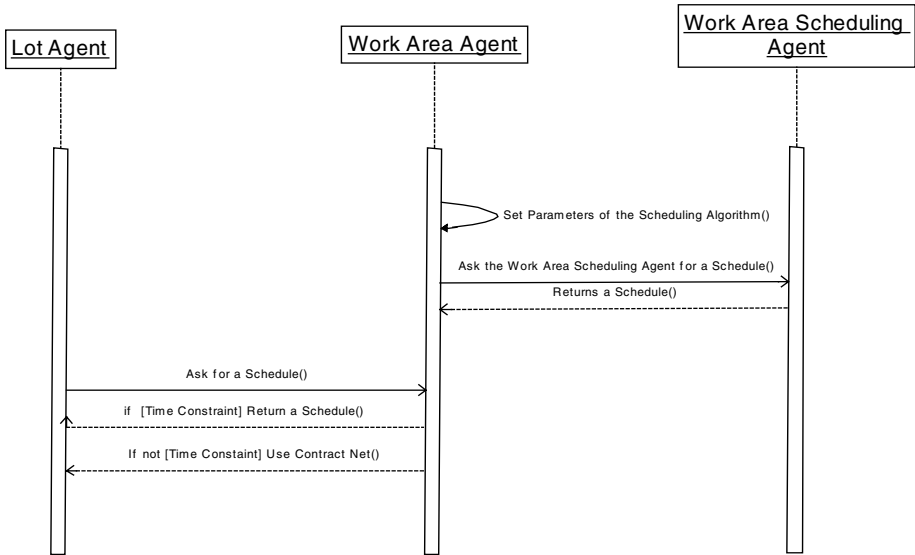 Lot Agent
Work Area Agent
Work Area Scheduling
Agent
Set Parameters of the Scheduling Algorithm()
Ask the Work Area Scheduling Agent for a Schedule()
Returns a Schedule()
Ask for a Schedule()
if [Time Constraint] Return a Schedule()
If not [Time Constaint] Use Contract Net()